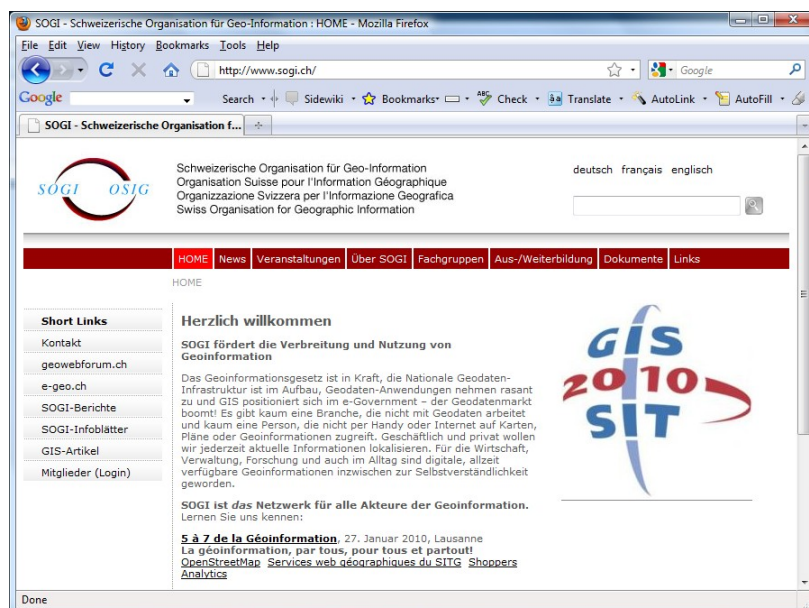 SOGI - Schweizerische Organisation für Geo-Information : HOME - Mozilla Firefox
File Edit View History Bookmarks Tools Help
http://www.sogi.ch/
Google
Google
Search Sidewiki Bookmarks ABC Check Translate AutoLink AutoFill
SOGI - Schweizerische Organisation f...
SOGI OSIG
Schweizerische Organisation für Geo-Information
Organisation Suisse pour l'Information Géographique
Organizzazione Svizzera per l'Informazione Geografica
Swiss Organisation for Geographic Information
deutsch français englisch
HOME News Veranstaltungen Über SOGI Fachgruppen Aus-/Weiterbildung Dokumente Links
HOME
Short Links
Kontakt
geowebforum.ch
e-geo.ch
SOGI-Berichte
SOGI-Infoblätter
GIS-Artikel
Mitglieder (Login)
Herzlich willkommen
SOGI fördert die Verbreitung und Nutzung von
Geoinformation
Das Geoinformationsgesetz ist in Kraft, die Nationale Geodaten-
Infrastruktur ist im Aufbau, Geodaten-Anwendungen nehmen rasant
zu und GIS positioniert sich im e-Government – der Geodatenmarkt
boomt! Es gibt kaum eine Branche, die nicht mit Geodaten arbeitet
und kaum eine Person, die nicht per Handy oder Internet auf Karten,
Pläne oder Geoinformationen zugreift. Geschäftlich und privat wollen
wir jederzeit aktuelle Informationen lokalisieren. Für die Wirtschaft,
Verwaltung, Forschung und auch im Alltag sind digitale, allzeit
verfügbare Geoinformationen inzwischen zur Selbstverständlichkeit
geworden.
SOGI ist das Netzwerk für alle Akteure der Geoinformation.
Lernen Sie uns kennen:
5 à 7 de la Géoinformation, 27. Januar 2010, Lausanne
La géoinformation, par tous, pour tous et partout!
OpenStreetMap Services web géographiques du SITG Shoppers
Analytics
GIS
2010
SIT
Done